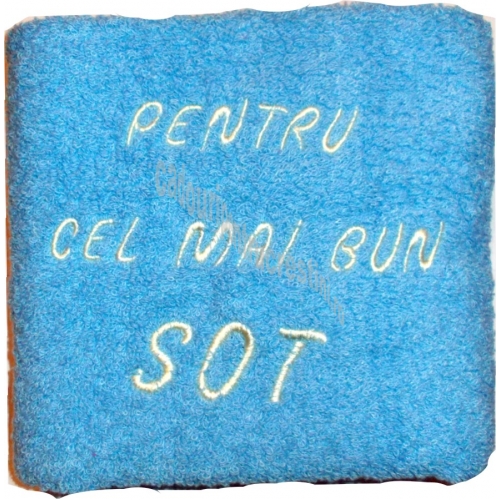 PENTRU
CEL MAI BUN
SOT